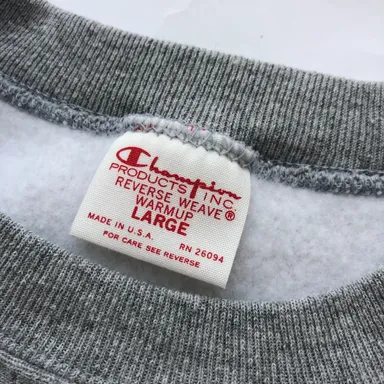 Champion
PRODUCTS INC.
REVERSE WEAVE®
WARMUP
LARGE
MADE IN U.S.A. RN 26094
FOR CARE SEE REVERSE